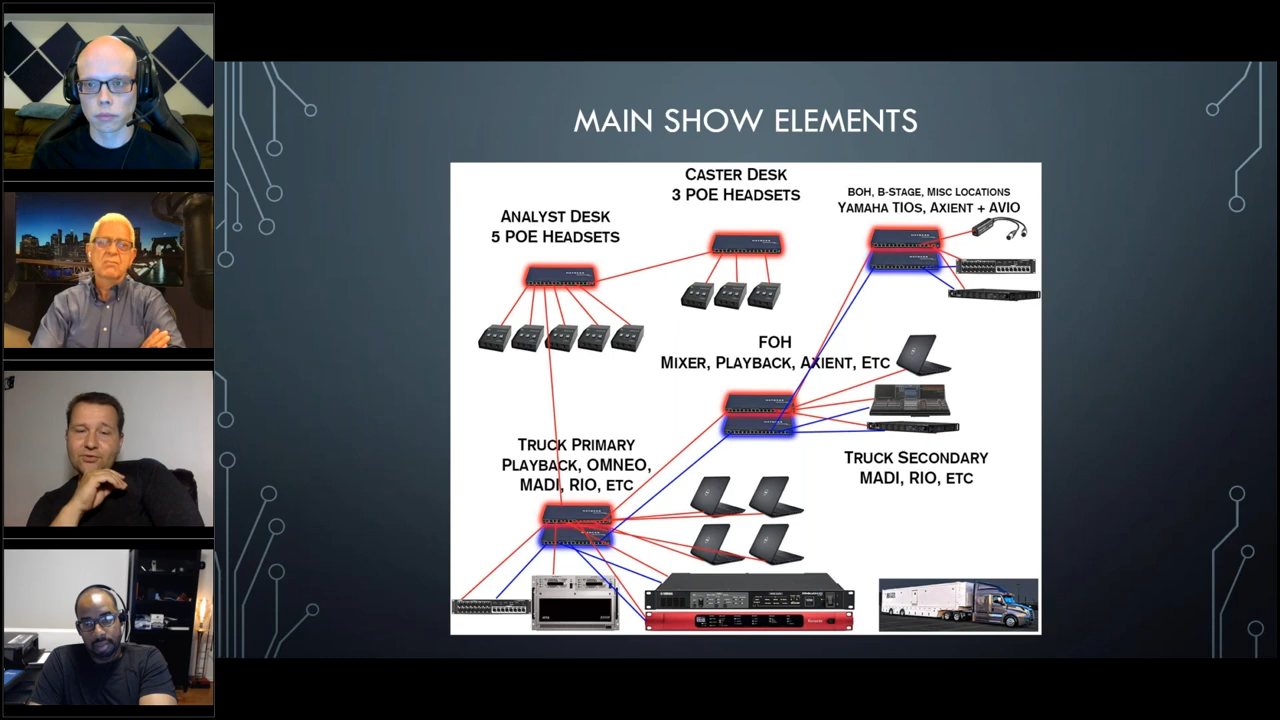 MAIN SHOW ELEMENTS
CASTER DESK
3 POE HEADSETS
BOH, B-STAGE, MISC LOCATIONS
YAMAHA TIOS, AXIENT + AVIO
ANALYST DESK
5 POE HEADSETS
FOH
MIXER, PLAYBACK, AXIENT, ETC
TRUCK PRIMARY
PLAYBACK, OMNEO,
MADI, RIO, ETC
TRUCK SECONDARY
MADI, RIO, ETC